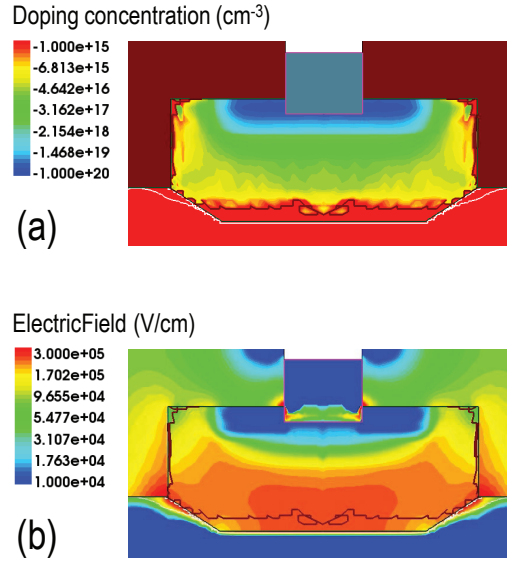 Doping concentration (cm-3)
-1.000e+15
-6.813e+15
-4.642e+16
-3.162e+17
-2.154e+18
-1.468e+19
-1.000e+20
(a)
ElectricField (V/cm)
3.000e+05
1.702e+05
9.655e+04
5.477e+04
3.107e+04
1.763e+04
1.000e+04
(b)